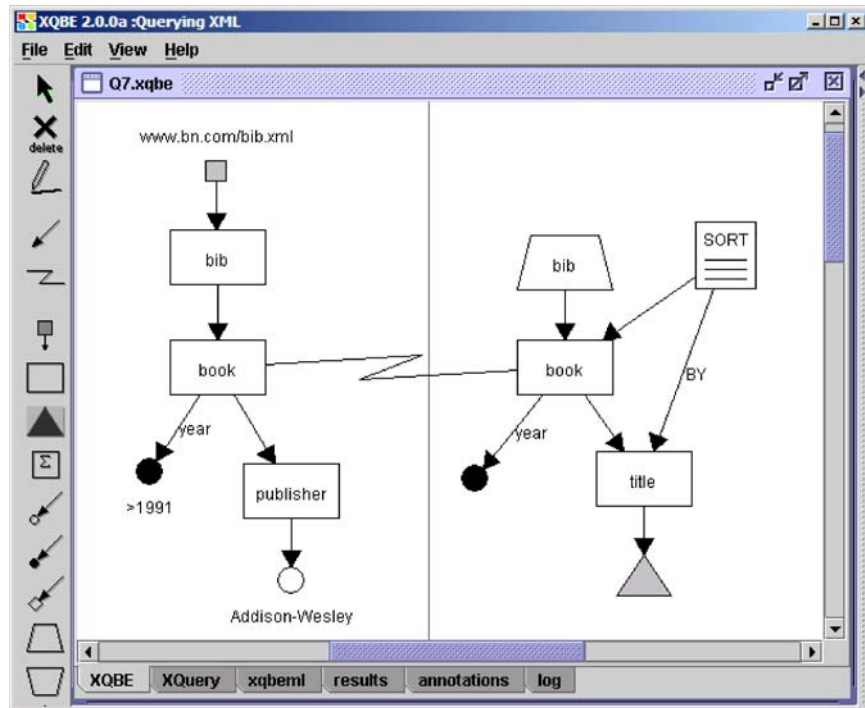 XQBE 2.0.0a :Querying XML
File Edit View Help
Q7.xqbe
delete
Σ
www.bn.com/bib.xml
bib
book
year
>1991
publisher
Addison-Wesley
bib
SORT
book
BY
year
title
XQBE XQuery xqbeml results annotations log